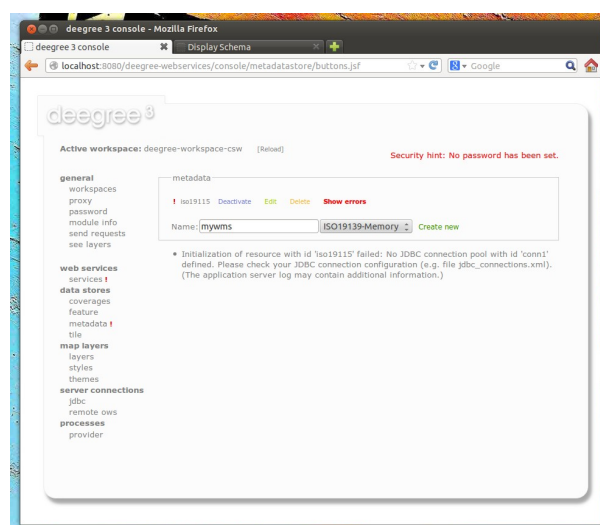 deegree 3 console - Mozilla Firefox
deegree 3 console
Display Schema
localhost:8080/deegree-webservices/console/metadatastore/buttons.jsf
Google
deegree 3
Active workspace: deegree-workspace-csw [Reload]
Security hint: No password has been set.
general
workspaces
proxy
password
module info
send requests
see layers
web services
services !
data stores
coverages
feature
metadata !
tile
map layers
layers
styles
themes
server connections
jdbc
remote ows
processes
provider
metadata
! iso19115 Deactivate Edit Delete Show errors
Name: mywms ISO19139-Memory Create new
• Initialization of resource with id 'iso19115' failed: No JDBC connection pool with id 'conn1'
defined. Please check your JDBC connection configuration (e.g. file jdbc_connections.xml).
(The application server log may contain additional information.)